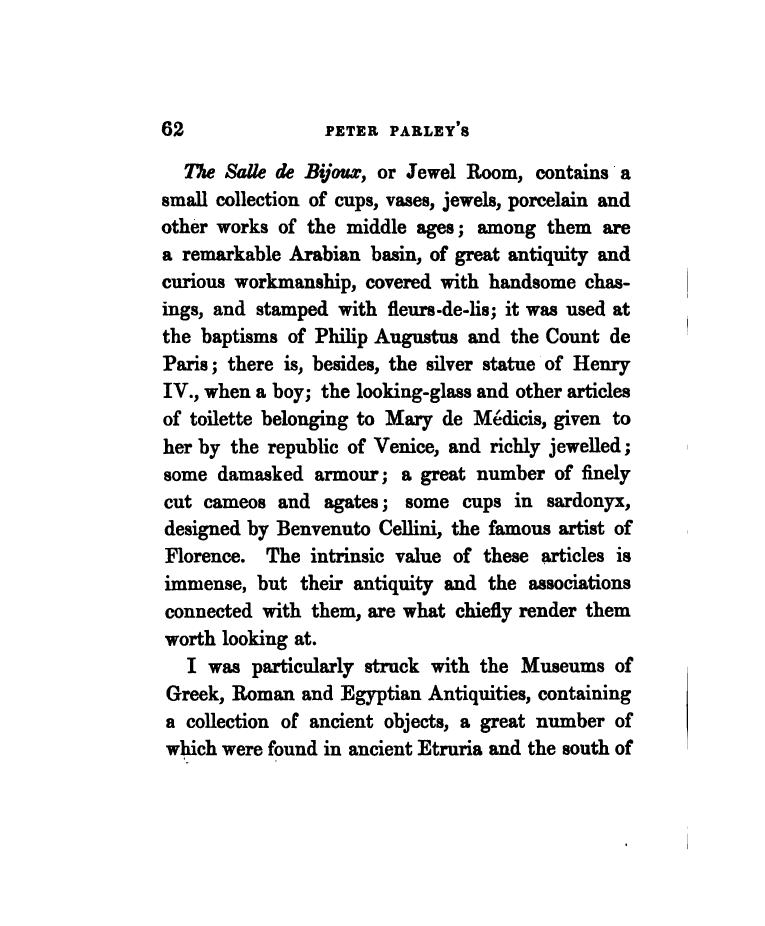 62 PETER PARLEY'S
The Salle de Bijoux, or Jewel Room, contains a
small collection of cups, vases, jewels, porcelain and
other works of the middle ages; among them are
a remarkable Arabian basin, of great antiquity and
curious workmanship, covered with handsome chas-
ings, and stamped with fleurs-de-lis; it was used at
the baptisms of Philip Augustus and the Count de
Paris; there is, besides, the silver statue of Henry
IV., when a boy; the looking-glass and other articles
of toilette belonging to Mary de Médicis, given to
her by the republic of Venice, and richly jewelled;
some damasked armour; a great number of finely
cut cameos and agates; some cups in sardonyx,
designed by Benvenuto Cellini, the famous artist of
Florence. The intrinsic value of these articles is
immense, but their antiquity and the associations
connected with them, are what chiefly render them
worth looking at.
I was particularly struck with the Museums of
Greek, Roman and Egyptian Antiquities, containing
a collection of ancient objects, a great number of
which were found in ancient Etruria and the south of